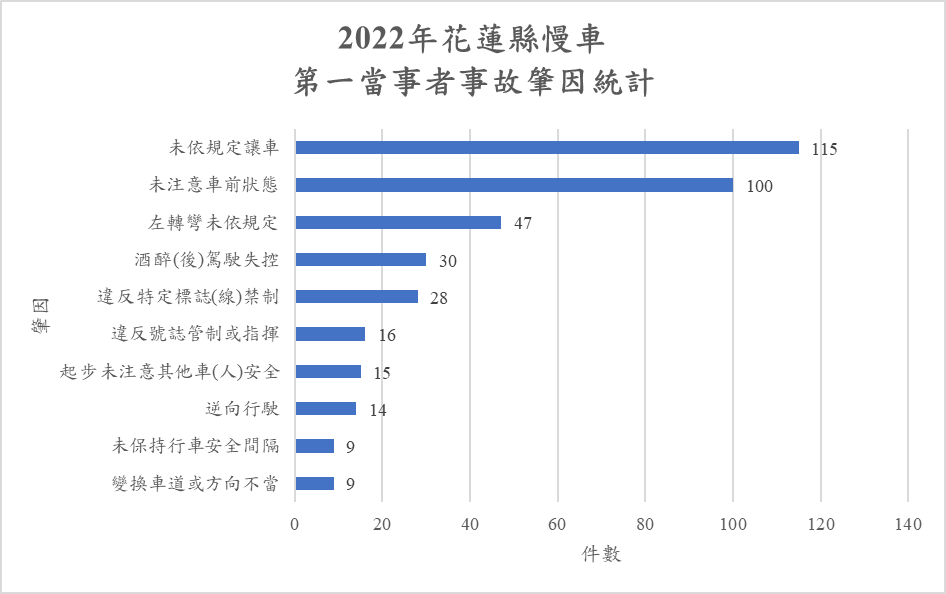 2022年花蓮縣慢車
第一當事者事故肇因統計
肇因
未依規定讓車 115
未注意車前狀態 100
左轉彎未依規定 47
酒醉(後)駕駛失控 30
違反特定標誌(線)禁制 28
違反號誌管制或指揮 16
起步未注意其他車(人)安全 15
逆向行駛 14
未保持行車安全間隔 9
變換車道或方向不當 9
0 20 40 60 80 100 120 140
件數